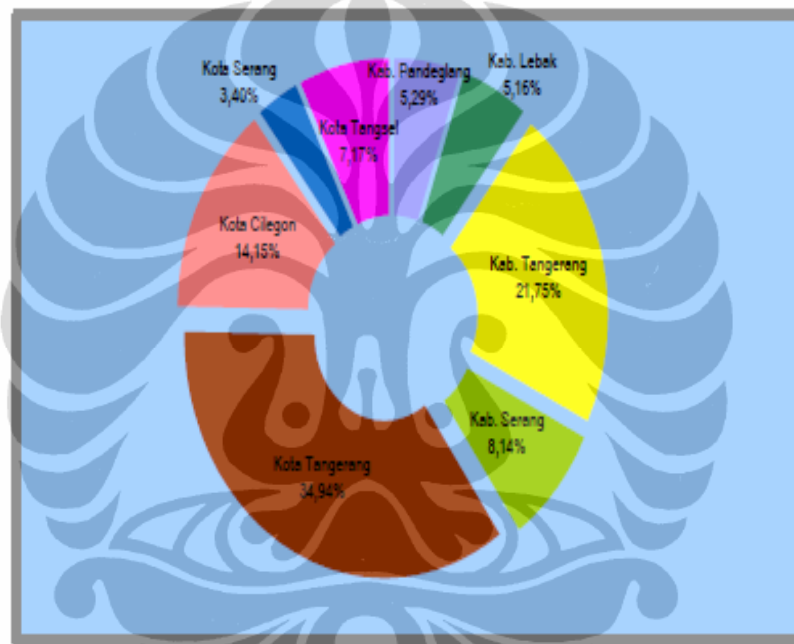 Kota Serang
3,40%
Kota Tangsel
7,17%
Kab. Pandeglang
5,29%
Kab. Lebak
5,16%
Kota Cilegon
14,15%
Kab. Tangerang
21,75%
Kab. Serang
8,14%
Kota Tangerang
34,94%